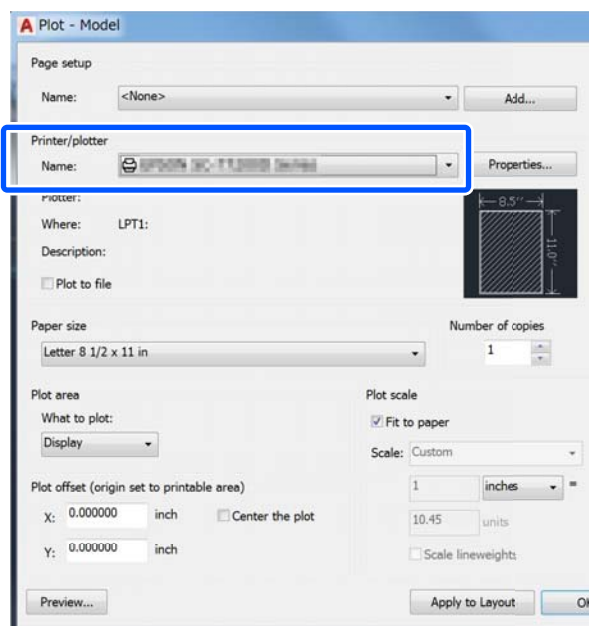 Plot - Model
Page setup
Name: <None> Add...
Printer/plotter
Name: Properties...
Plotter:
Where: LPT1:
Description:
Plot to file
8.5''
11.0''
Paper size
Number of copies
Letter 8 1/2 x 11 in
1
Plot area
Plot scale
What to plot:
Fit to paper
Display
Scale: Custom
Plot offset (origin set to printable area)
1 inches =
X: 0.000000 inch Center the plot
10.45 units
Y: 0.000000 inch
Scale lineweights
Preview... Apply to Layout OK